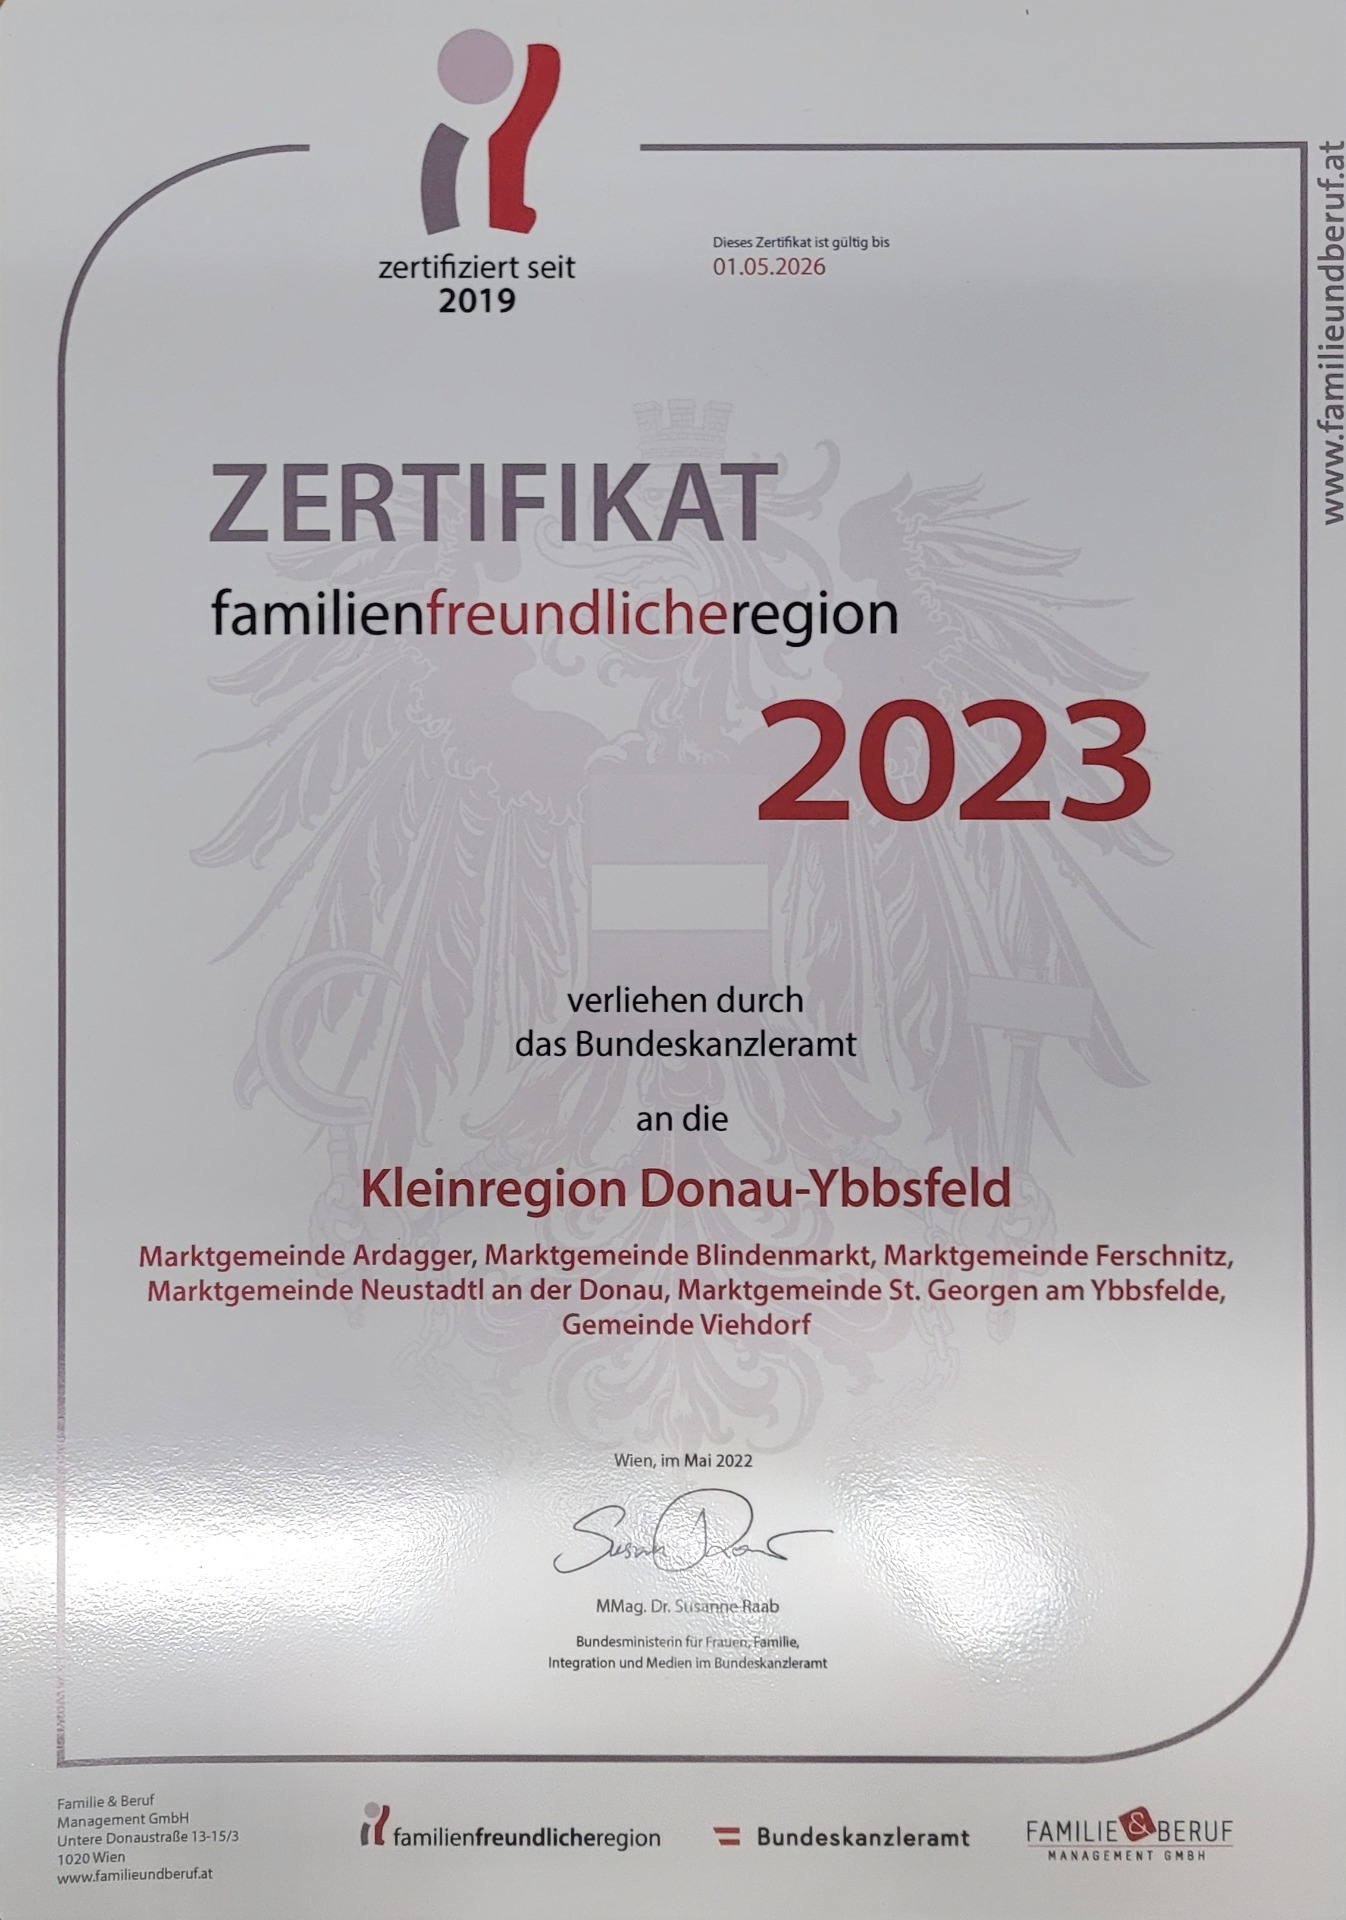 zertifiziert seit
2019
Dieses Zertifikat ist gültig bis
01.05.2026
www.familieundberuf.at
ZERTIFIKAT
familienfreundlicheregion
2023
verliehen durch
das Bundeskanzleramt
an die
Kleinregion Donau-Ybbsfeld
Marktgemeinde Ardagger, Marktgemeinde Blindenmarkt, Marktgemeinde Ferschnitz,
Marktgemeinde Neustadtl an der Donau, Marktgemeinde St. Georgen am Ybbsfelde,
Gemeinde Viehdorf
Wien, im Mai 2022
Susanne Raab
MMag. Dr. Susanne Raab
Bundesministerin für Frauen, Familie,
Integration und Medien im Bundeskanzleramt
Familie & Beruf
Management GmbH
Untere Donaustraße 13-15/3
1020 Wien
www.familieundberuf.at
familienfreundlicheregion
Bundeskanzleramt
FAMILIE & BERUF
MANAGEMENT GMBH